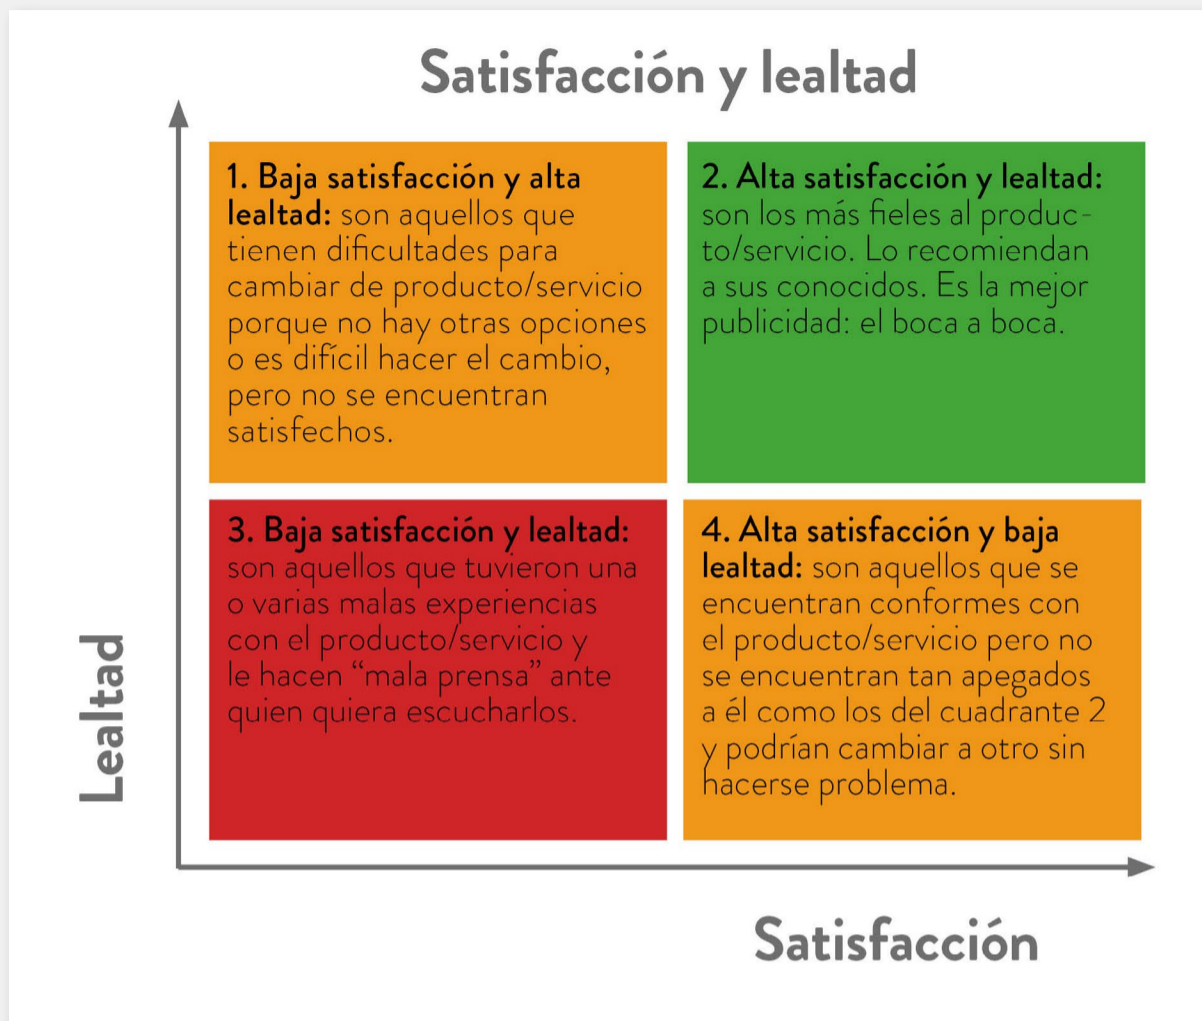 Satisfacción y lealtad
1. Baja satisfacción y alta
lealtad: son aquellos que
tienen dificultades para
cambiar de producto/servicio
porque no hay otras opciones
o es difícil hacer el cambio,
pero no se encuentran
satisfechos.
2. Alta satisfacción y lealtad:
son los más fieles al produc-
to/servicio. Lo recomiendan
a sus conocidos. Es la mejor
publicidad: el boca a boca.
3. Baja satisfacción y lealtad:
son aquellos que tuvieron una
o varias malas experiencias
con el producto/servicio y
le hacen “mala prensa” ante
quien quiera escucharlos.
4. Alta satisfacción y baja
lealtad: son aquellos que se
encuentran conformes con
el producto/servicio pero no
se encuentran tan apegados
a él como los del cuadrante 2
y podrían cambiar a otro sin
hacerse problema.
Lealtad
Satisfacción